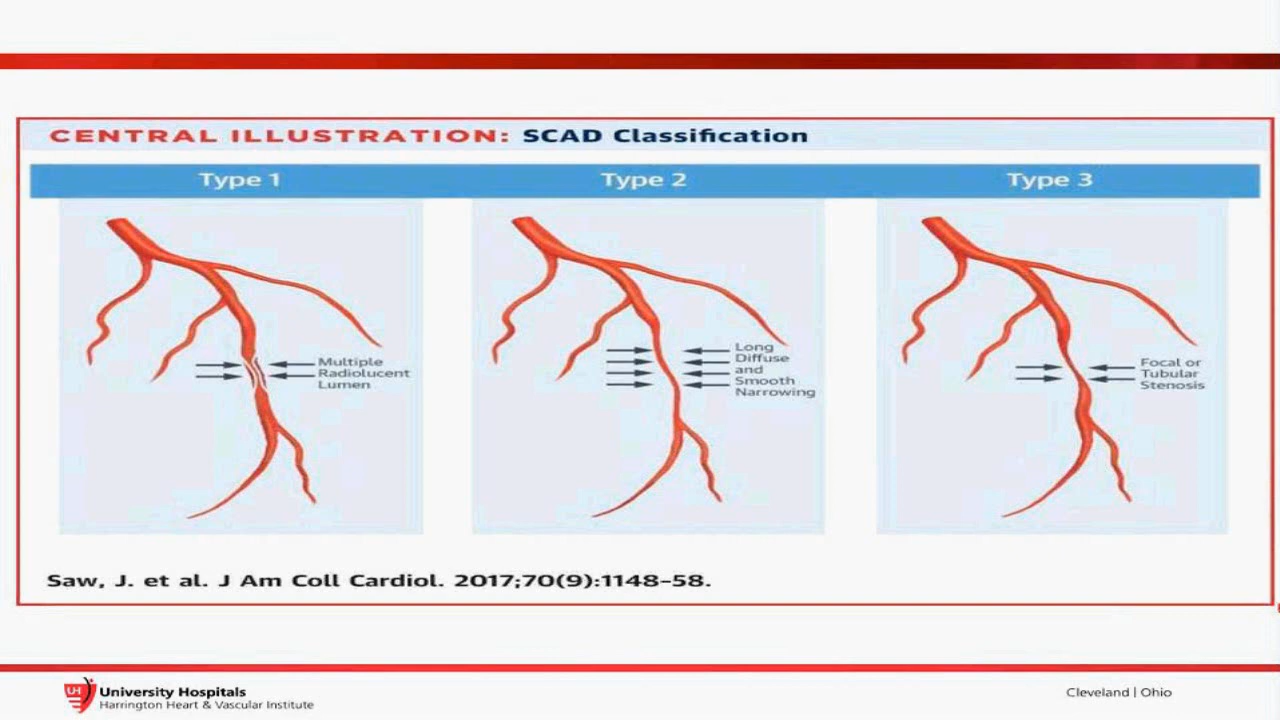 CENTRAL ILLUSTRATION: SCAD Classification
Type 1
Type 2
Type 3
Multiple
Radiolucent
Lumen
Long
Diffuse
and
Smooth
Narrowing
Focal or
Tubular
Stenosis
Saw, J. et al. J Am Coll Cardiol. 2017;70(9):1148–58.
UH
University Hospitals
Harrington Heart & Vascular Institute
Cleveland | Ohio